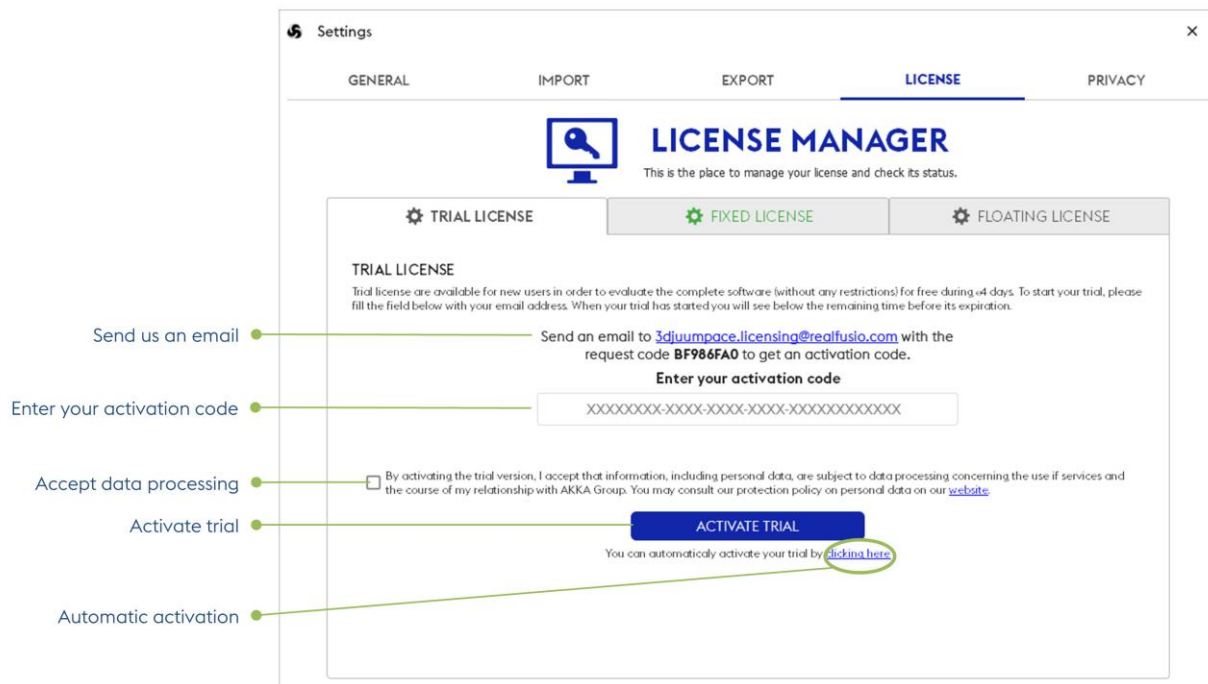 Settings
GENERAL IMPORT EXPORT LICENSE PRIVACY
LICENSE MANAGER
This is the place to manage your license and check its status.
TRIAL LICENSE FIXED LICENSE FLOATING LICENSE
TRIAL LICENSE
Trial license are available for new users in order to evaluate the complete software (without any restrictions) for free during days. To start your trial, please
fill the field below with your email address. When your trial has started you will see below the remaining time before its expiration.
Send us an email
Send an email to 3djuumpace.licensing@realfusio.com with the
request code BF986FA0 to get an activation code.
Enter your activation code
Enter your activation code
XXXXXXXX-XXXX-XXXX-XXXX-XXXXXXXXXXXX
Accept data processing
By activating the trial version, I accept that information, including personal data, are subject to data processing concerning the use if services and
the course of my relationship with AKKA Group. You may consult our protection policy on personal data on our website.
Activate trial
ACTIVATE TRIAL
You can automaticaly activate your trial by clicking here
Automatic activation